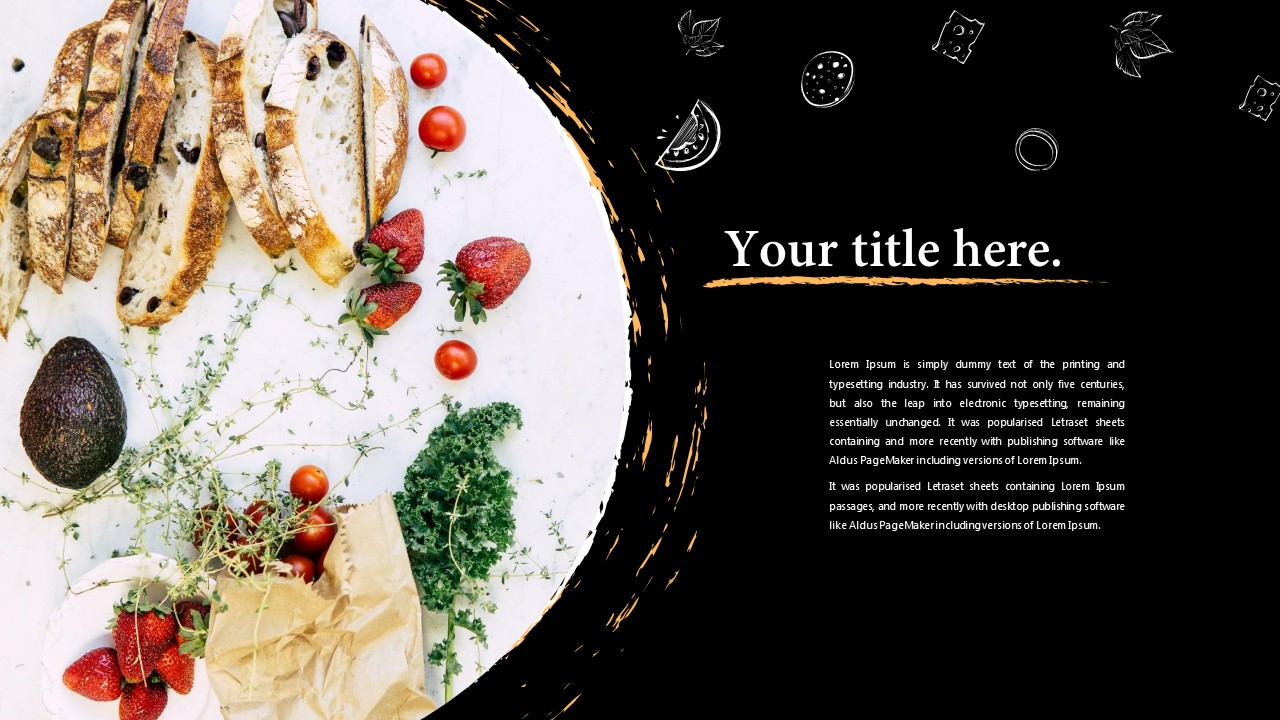 Your title here.
Lorem Ipsum is simply dummy text of the printing and
typesetting industry. It has survived not only five centuries,
but also the leap into electronic typesetting, remaining
essentially unchanged. It was popularised Letraset sheets
containing and more recently with publishing software like
Aldus PageMaker including versions of Lorem Ipsum.
It was popularised Letraset sheets containing Lorem Ipsum
passages, and more recently with desktop publishing software
like Aldus PageMaker including versions of Lorem Ipsum.